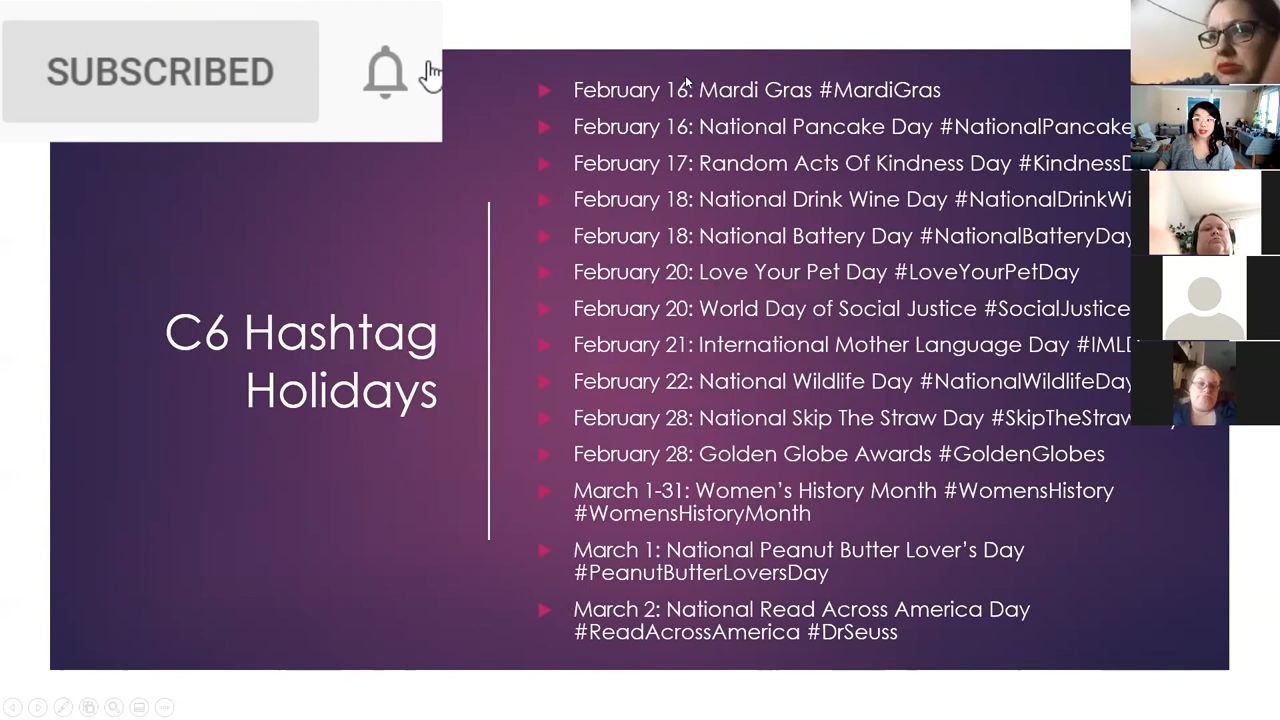 SUBSCRIBED
C6 Hashtag
Holidays
February 16: Mardi Gras #MardiGras
February 16: National Pancake Day #NationalPancake
February 17: Random Acts Of Kindness Day #KindnessD
February 18: National Drink Wine Day #NationalDrinkWi
February 18: National Battery Day #NationalBatteryDay
February 20: Love Your Pet Day #LoveYourPetDay
February 20: World Day of Social Justice #SocialJustice
February 21: International Mother Language Day #IMLD
February 22: National Wildlife Day #NationalWildlifeDay
February 28: National Skip The Straw Day #SkipTheStraw
February 28: Golden Globe Awards #GoldenGlobes
March 1-31: Women’s History Month #WomensHistory
#WomensHistoryMonth
March 1: National Peanut Butter Lover’s Day
#PeanutButterLoversDay
March 2: National Read Across America Day
#ReadAcrossAmerica #DrSeuss